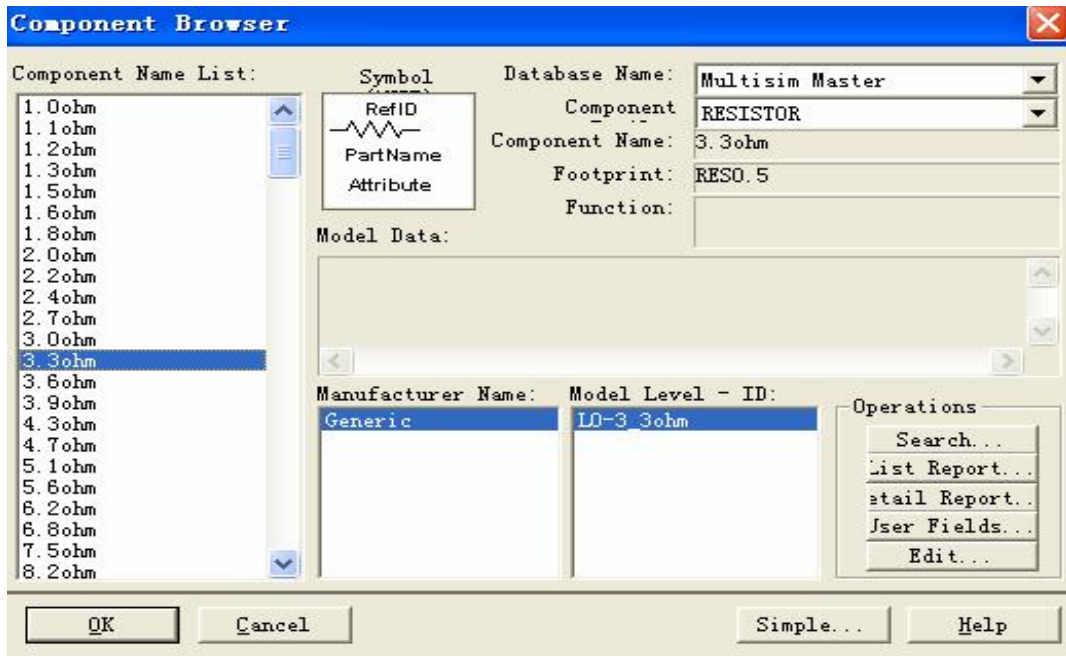 Component Browser
Component Name List:
1.0ohm
1.1ohm
1.2ohm
1.3ohm
1.5ohm
1.6ohm
1.8ohm
2.0ohm
2.2ohm
2.4ohm
2.7ohm
3.0ohm
3.3ohm
3.6ohm
3.9ohm
4.3ohm
4.7ohm
5.1ohm
5.6ohm
6.2ohm
6.8ohm
7.5ohm
8.2ohm
Symbol
RefID
PartName
Attribute
Database Name: Multisim Master
Component RESISTOR
Component Name: 3.3ohm
Footprint: RES0.5
Function:
Model Data:
Manufacturer Name:
Generic
Model Level - ID:
LO-3_3ohm
Operations
Search...
List Report...
etail Report..
User Fields...
Edit...
OK
Cancel
Simple...
Help